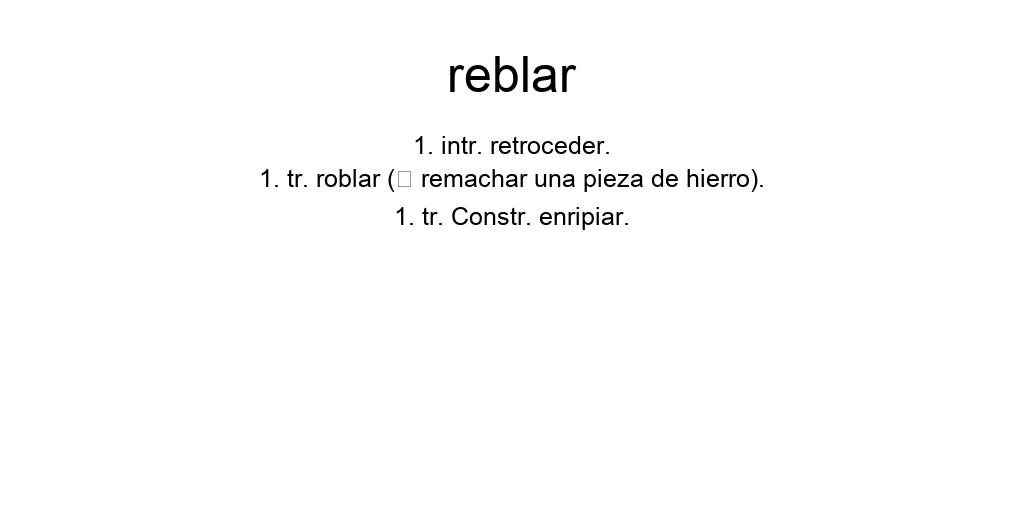 reblar
1. intr. retroceder.
1. tr. roblar (□ remachar una pieza de hierro).
1. tr. Constr. enripiar.